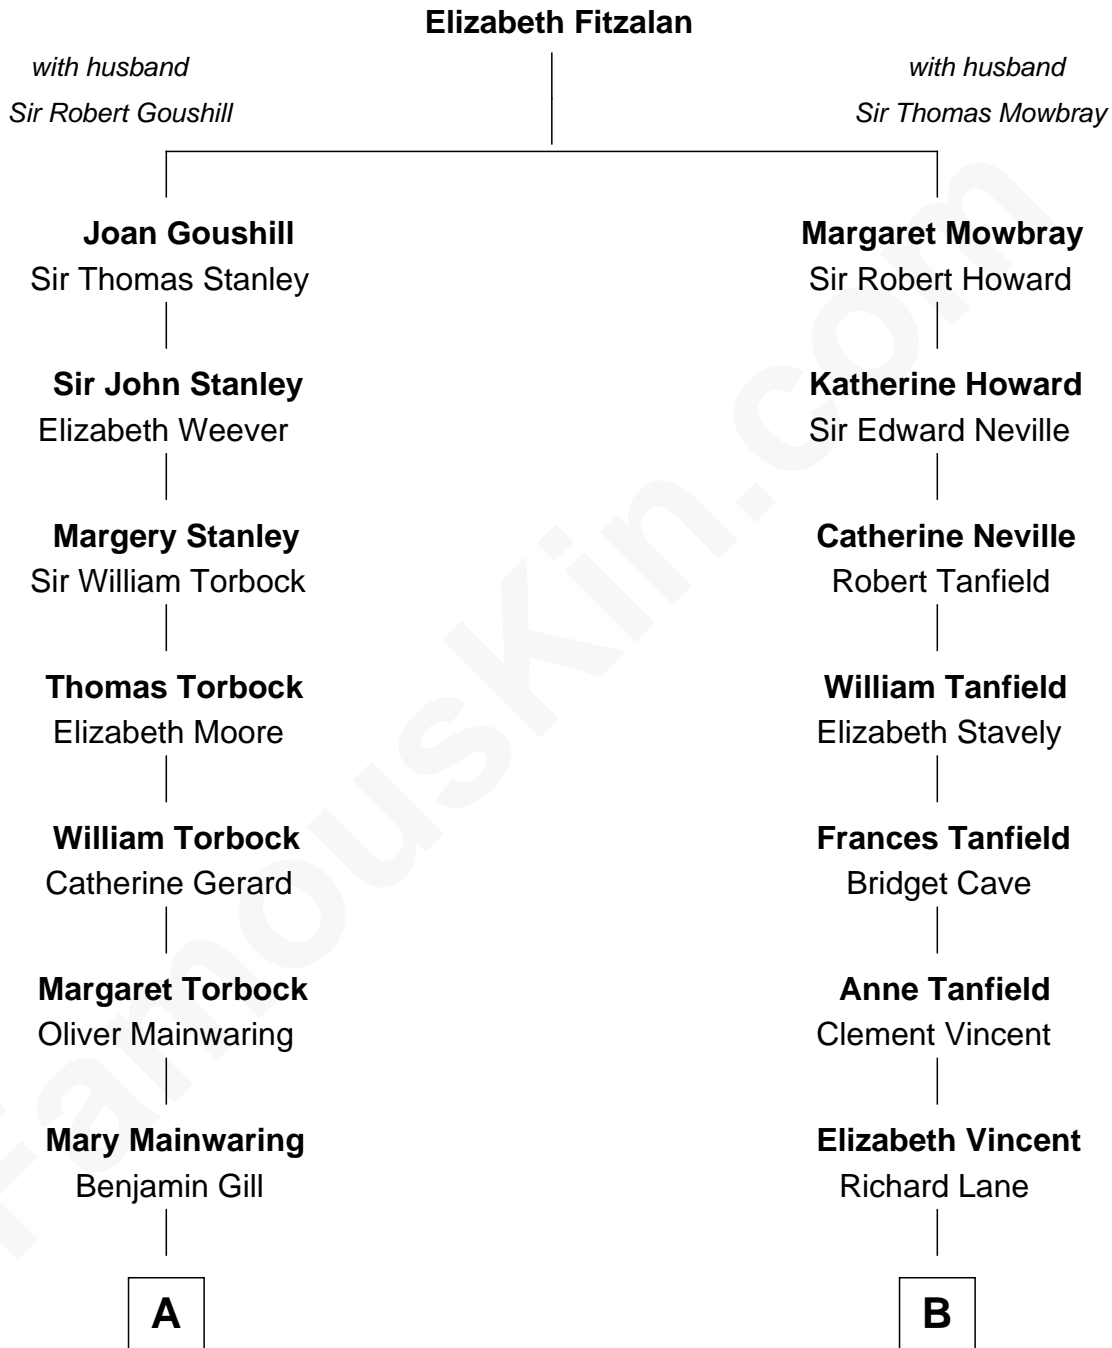 Elizabeth Fitzalan
with husband
Sir Robert Goushill
with husband
Sir Thomas Mowbray
Joan Goushill
Sir Thomas Stanley
Margaret Mowbray
Sir Robert Howard
Sir John Stanley
Elizabeth Weever
Katherine Howard
Sir Edward Neville
Margery Stanley
Sir William Torbock
Catherine Neville
Robert Tanfield
Thomas Torbock
Elizabeth Moore
William Tanfield
Elizabeth Stavely
William Torbock
Catherine Gerard
Frances Tanfield
Bridget Cave
Margaret Torbock
Oliver Mainwaring
Anne Tanfield
Clement Vincent
Mary Mainwaring
Benjamin Gill
Elizabeth Vincent
Richard Lane
A
B
FamousKin.com